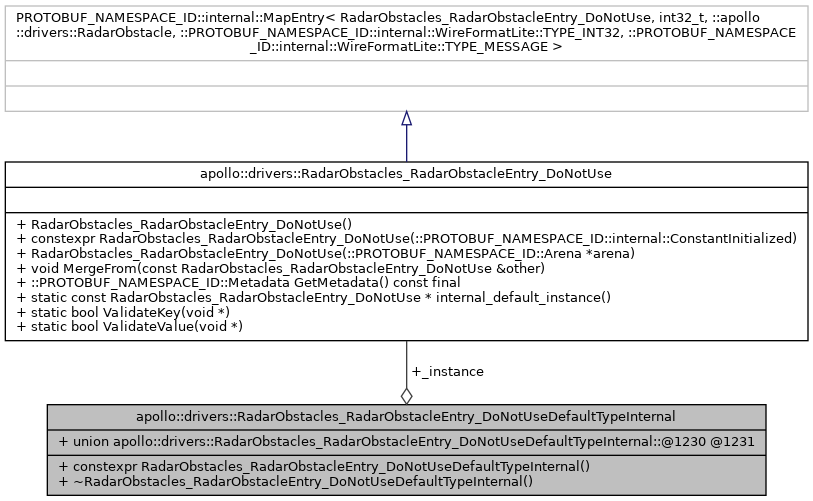 PROTOBUF_NAMESPACE_ID::internal::MapEntry< RadarObstacles_RadarObstacleEntry_DoNotUse, int32_t, ::apollo
::drivers::RadarObstacle, ::PROTOBUF_NAMESPACE_ID::internal::WireFormatLite::TYPE_INT32, ::PROTOBUF_NAMESPACE
_ID::internal::WireFormatLite::TYPE_MESSAGE >
apollo::drivers::RadarObstacles_RadarObstacleEntry_DoNotUse
+ RadarObstacles_RadarObstacleEntry_DoNotUse()
+ constexpr RadarObstacles_RadarObstacleEntry_DoNotUse(::PROTOBUF_NAMESPACE_ID::internal::ConstantInitialized)
+ RadarObstacles_RadarObstacleEntry_DoNotUse(::PROTOBUF_NAMESPACE_ID::Arena *arena)
+ void MergeFrom(const RadarObstacles_RadarObstacleEntry_DoNotUse &other)
+ ::PROTOBUF_NAMESPACE_ID::Metadata GetMetadata() const final
+ static const RadarObstacles_RadarObstacleEntry_DoNotUse * internal_default_instance()
+ static bool ValidateKey(void *)
+ static bool ValidateValue(void *)
+_instance
apollo::drivers::RadarObstacles_RadarObstacleEntry_DoNotUseDefaultTypeInternal
+ union apollo::drivers::RadarObstacles_RadarObstacleEntry_DoNotUseDefaultTypeInternal::@1230 @1231
+ constexpr RadarObstacles_RadarObstacleEntry_DoNotUseDefaultTypeInternal()
+ ~RadarObstacles_RadarObstacleEntry_DoNotUseDefaultTypeInternal()